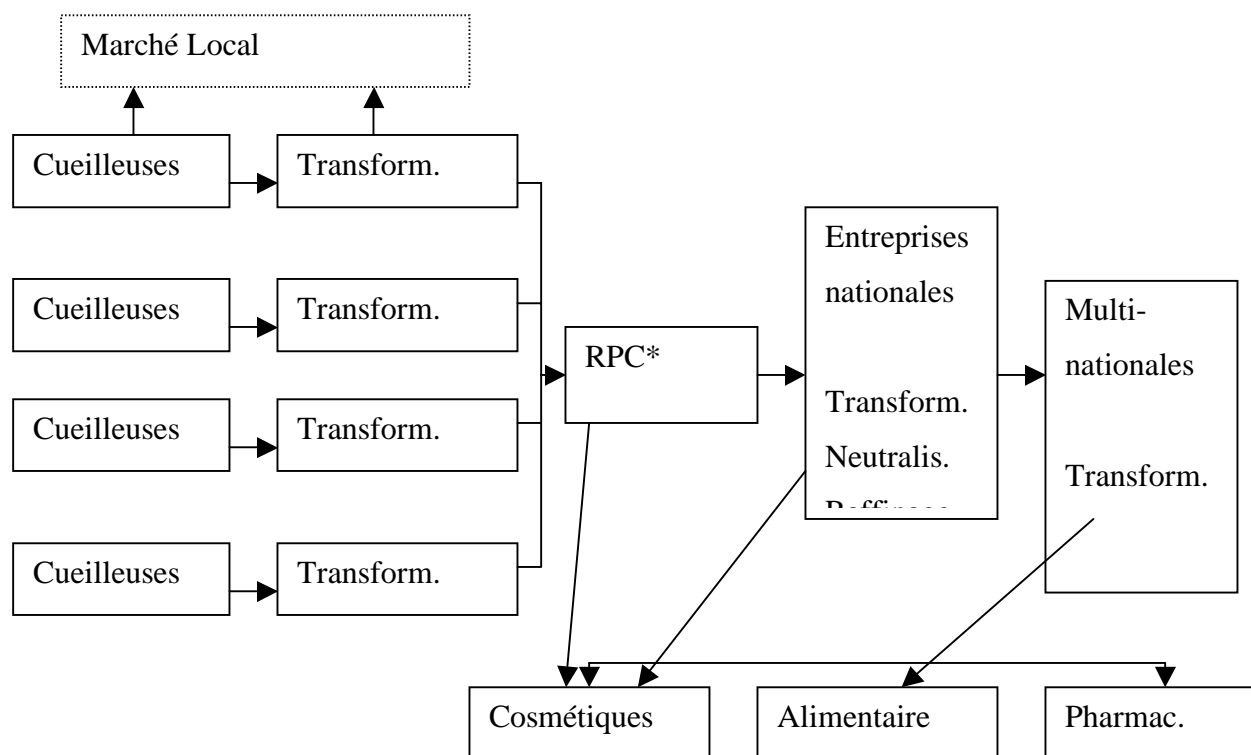 Marché Local
Cueilleuses
Transform.
Cueilleuses
Transform.
Cueilleuses
Transform.
Cueilleuses
Transform.
RPC*
Entreprises
nationales
Transform.
Neutralis.
Multi-
nationales
Transform.
Cosmétiques
Alimentaire
Pharmac.